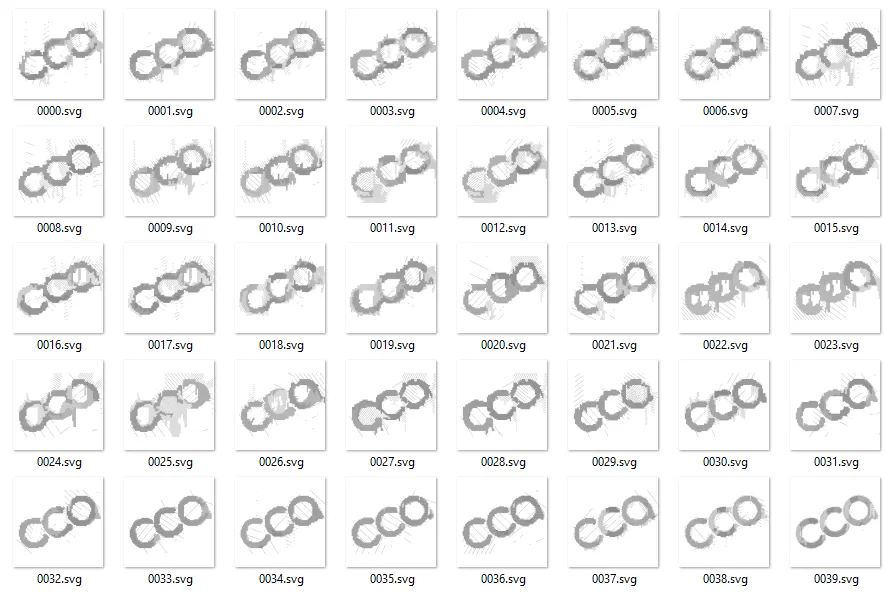 0000.svg 0001.svg 0002.svg 0003.svg 0004.svg 0005.svg 0006.svg 0007.svg
0008.svg 0009.svg 0010.svg 0011.svg 0012.svg 0013.svg 0014.svg 0015.svg
0016.svg 0017.svg 0018.svg 0019.svg 0020.svg 0021.svg 0022.svg 0023.svg
0024.svg 0025.svg 0026.svg 0027.svg 0028.svg 0029.svg 0030.svg 0031.svg
0032.svg 0033.svg 0034.svg 0035.svg 0036.svg 0037.svg 0038.svg 0039.svg